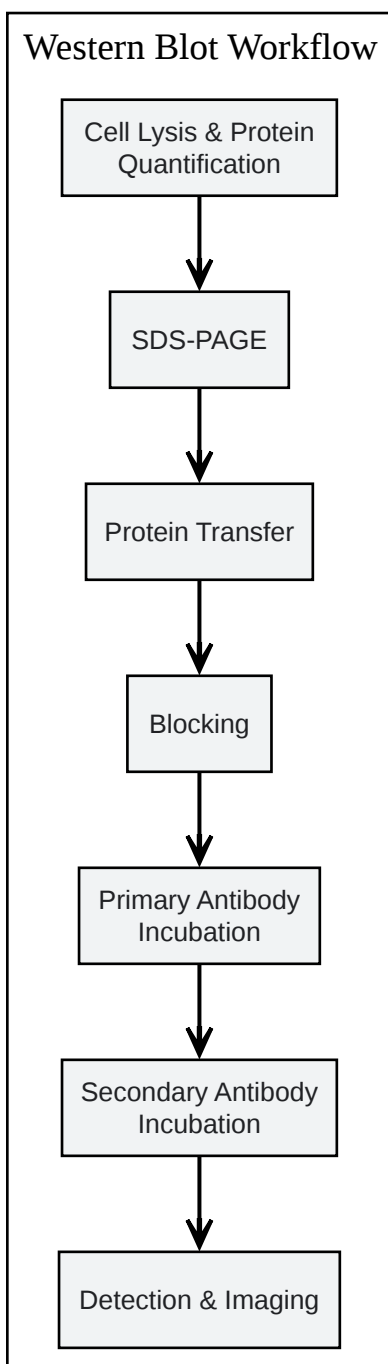 Western Blot Workflow
Cell Lysis & Protein
Quantification
SDS-PAGE
Protein Transfer
Blocking
Primary Antibody
Incubation
Secondary Antibody
Incubation
Detection & Imaging